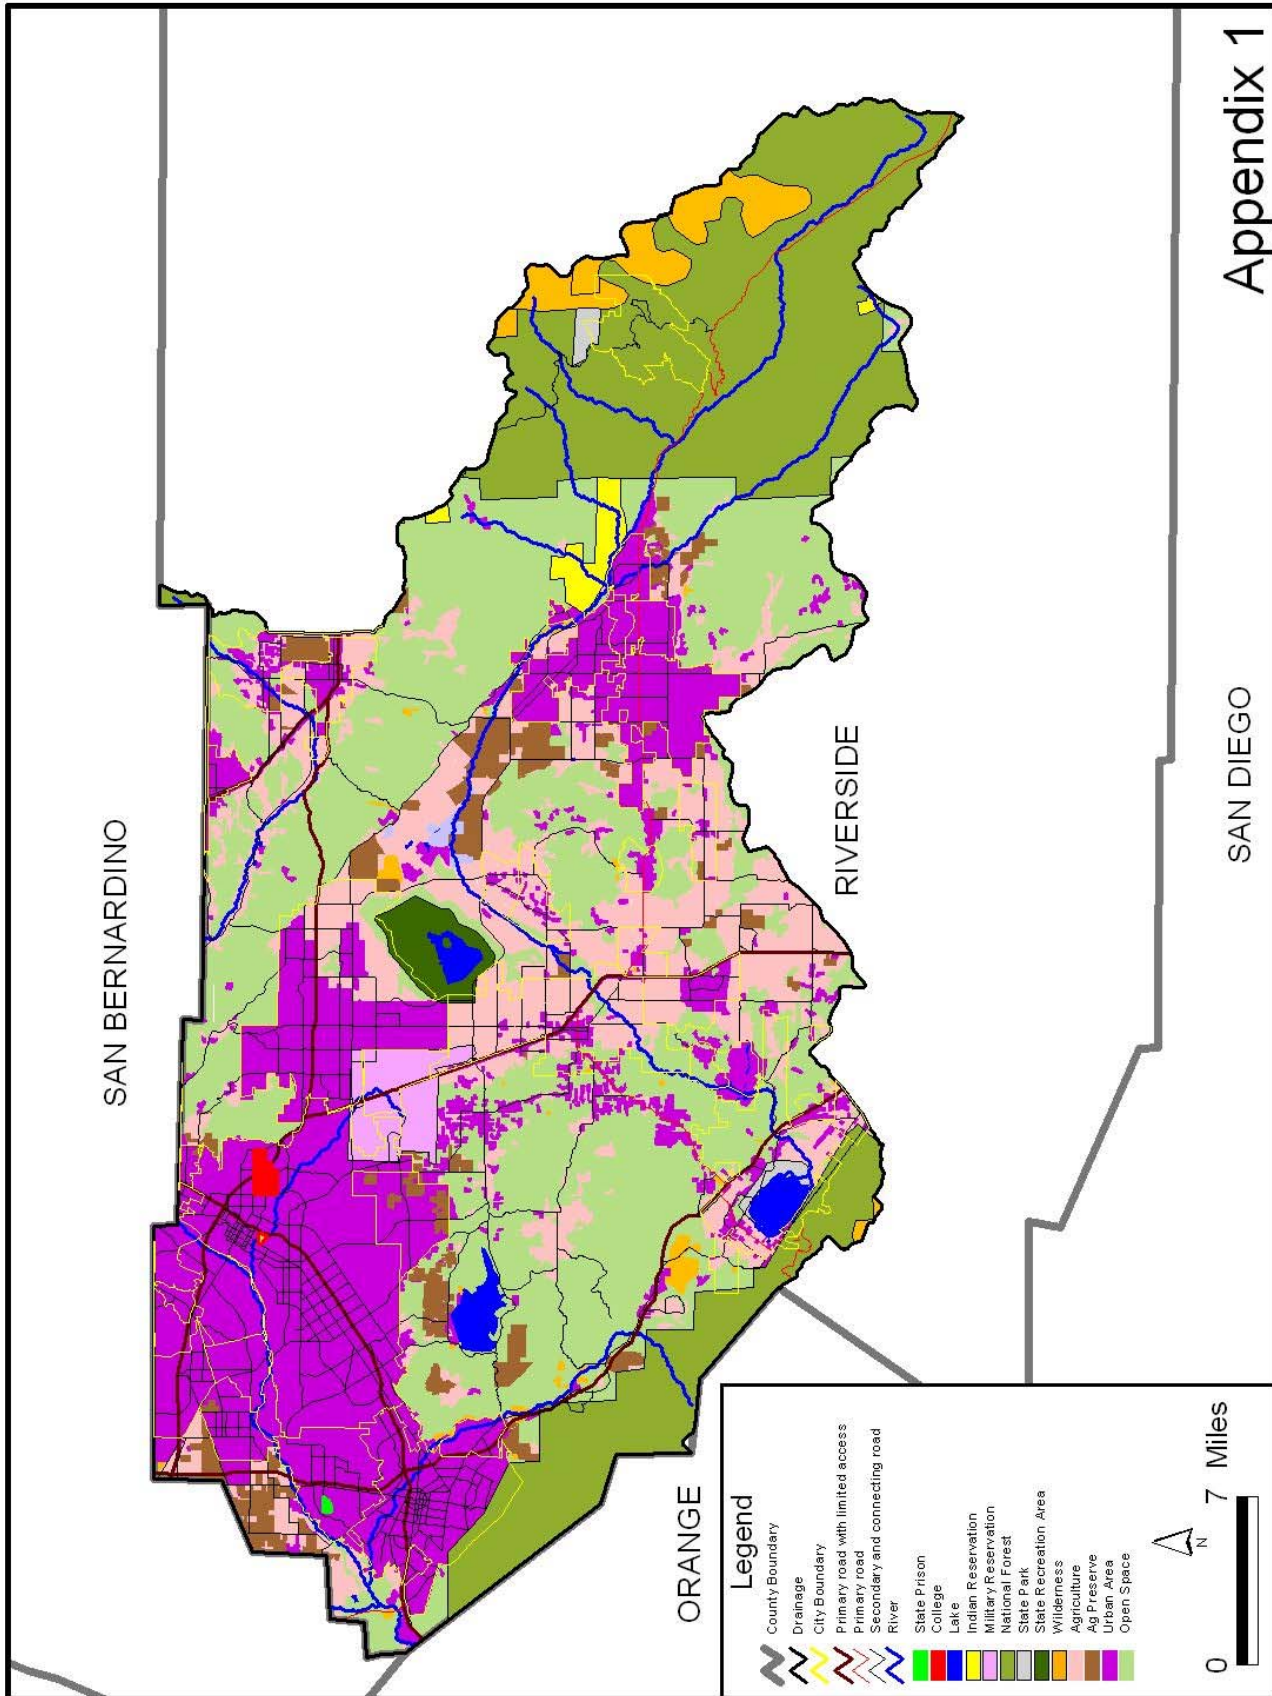 Appendix 1
SAN BERNARDINO
RIVERSIDE
SAN DIEGO
ORANGE
Legend
County Boundary
Drainage
City Boundary
Primary road with limited access
Primary road
Secondary and connecting road
River
State Prison
College
Lake
Indian Reservation
Military Reservation
National Forest
State Park
State Recreation Area
Wilderness
Agriculture
Ag Preserve
Urban Area
Open Space
N
0 7 Miles